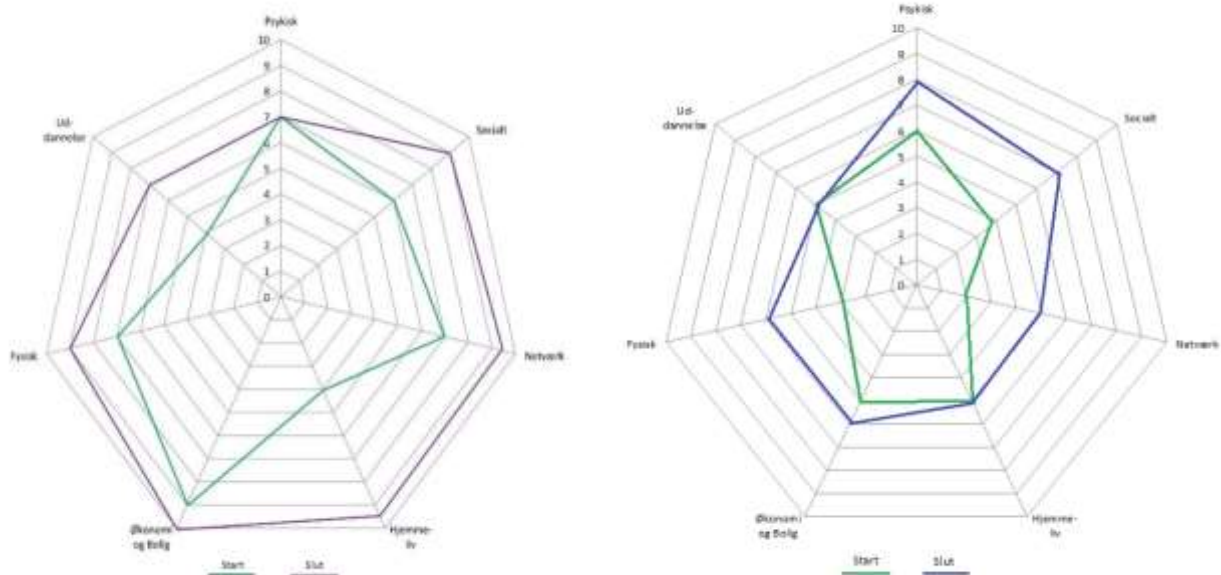 Psykisk
10
9
8
7
6
5
4
3
2
1
0
Socialt
Netværk
Hjemme-
liv
Økonomi
og Bolig
Fysisk
Ud-
dannelse
Start
Slut
Psykisk
10
9
8
7
6
5
4
3
2
1
0
Socialt
Netværk
Hjemme-
liv
Økonomi
og Bolig
Fysisk
Ud-
dannelse
Start
Slut